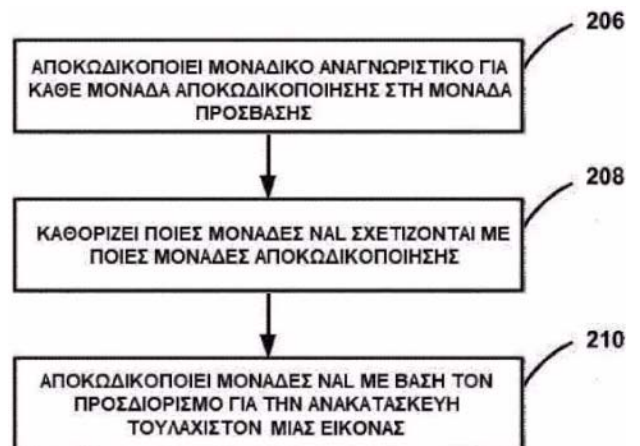 206
ΑΠΟΚΩΔΙΚΟΠΟΙΕΙ ΜΟΝΑΔΙΚΟ ΑΝΑΓΝΩΡΙΣΤΙΚΟ ΓΙΑ
ΚΑΘΕ ΜΟΝΑΔΑ ΑΠΟΚΩΔΙΚΟΠΟΙΗΣΗΣ ΣΤΗ ΜΟΝΑΔΑ
ΠΡΟΣΒΑΣΗΣ
208
ΚΑΘΟΡΙΖΕΙ ΠΟΙΕΣ ΜΟΝΑΔΕΣ NAL ΣΧΕΤΙΖΟΝΤΑΙ ΜΕ
ΠΟΙΕΣ ΜΟΝΑΔΕΣ ΑΠΟΚΩΔΙΚΟΠΟΙΗΣΗΣ
210
ΑΠΟΚΩΔΙΚΟΠΟΙΕΙ ΜΟΝΑΔΕΣ NAL ΜΕ ΒΑΣΗ ΤΟΝ
ΠΡΟΣΔΙΟΡΙΣΜΟ ΓΙΑ ΤΗΝ ΑΝΑΚΑΤΑΣΚΕΥΗ
ΤΟΥΛΑΧΙΣΤΟΝ ΜΙΑΣ ΕΙΚΟΝΑΣ